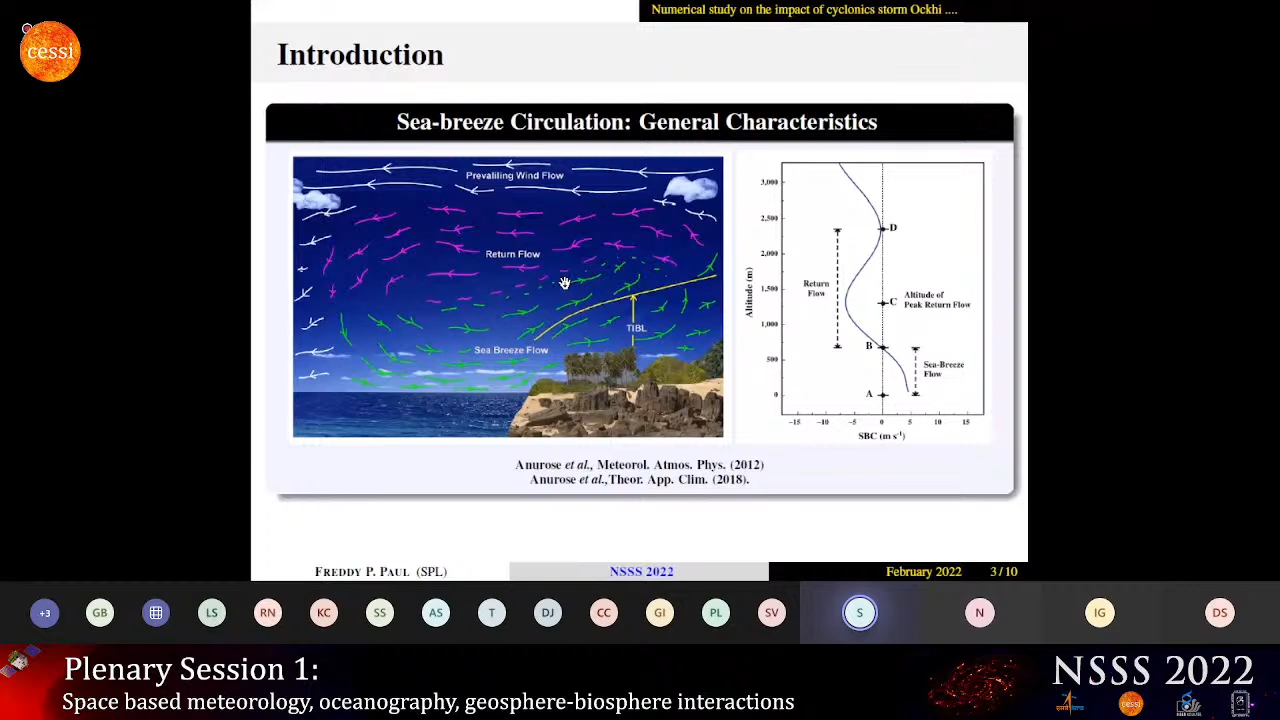 Numerical study on the impact of cyclonics storm Ockhi ....
cessi
Introduction
Sea-breeze Circulation: General Characteristics
Prevaliling Wind Flow
Return Flow
TIBL
Sea Breeze Flow
3,000
2,500
2,000
1,500
1,000
500
0
Altitude (m)
D
Return
Flow
C
Altitude of
Peak Return Flow
B
Sea-Breeze
Flow
A
−15 −10 −5 0 5 10 15
SBC (m s⁻¹)
Anurose et al., Meteorol. Atmos. Phys. (2012)
Anurose et al.,Theor. App. Clim. (2018).
FREDDY P. PAUL (SPL) NSSS 2022 February 2022 3/10
+3 GB LS RN KC SS AS T DJ CC GI PL SV S N IG DS
Plenary Session 1:
Space based meteorology, oceanography, geosphere-biosphere interactions
NSSS 2022
cessi